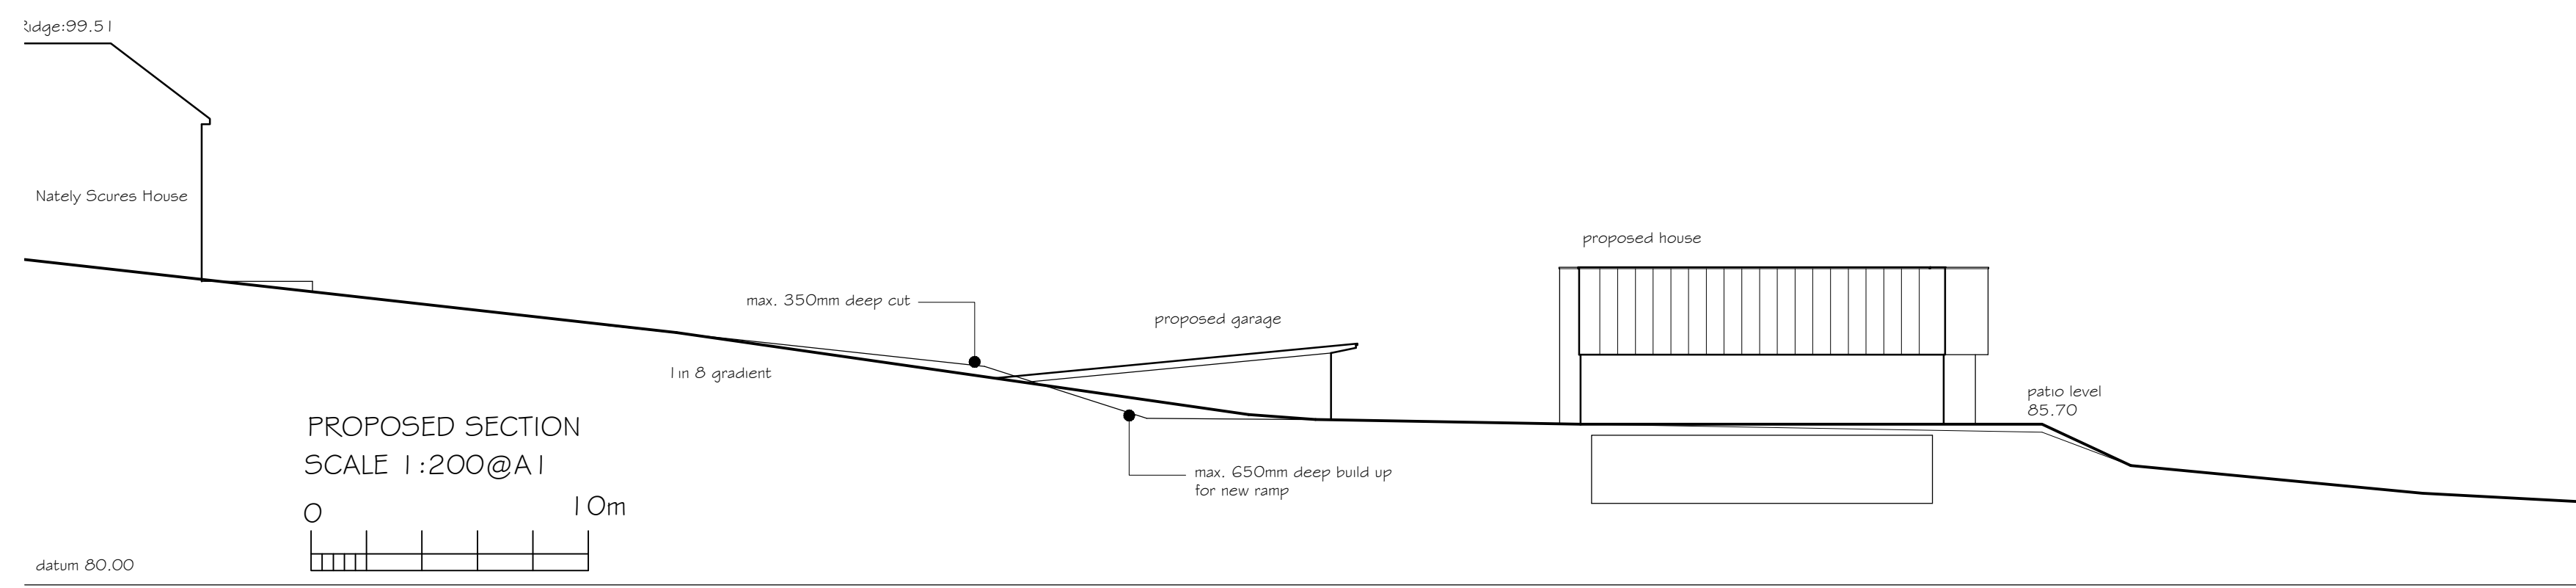 Ridge:99.51
Nately Scures House
proposed house
max. 350mm deep cut
proposed garage
1 in 8 gradient
patio level
85.70
PROPOSED SECTION
SCALE 1:200@A1
max. 650mm deep build up
for new ramp
0 10m
datum 80.00